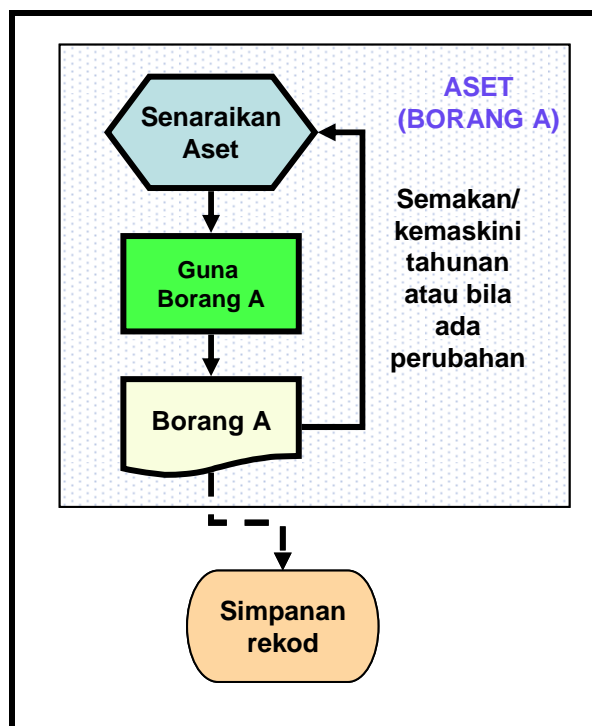 Senaraikan
Aset
ASET
(BORANG A)
Semakan/
kemaskini
tahunan
atau bila
ada
perubahan
Guna
Borang A
Borang A
Simpanan
rekod